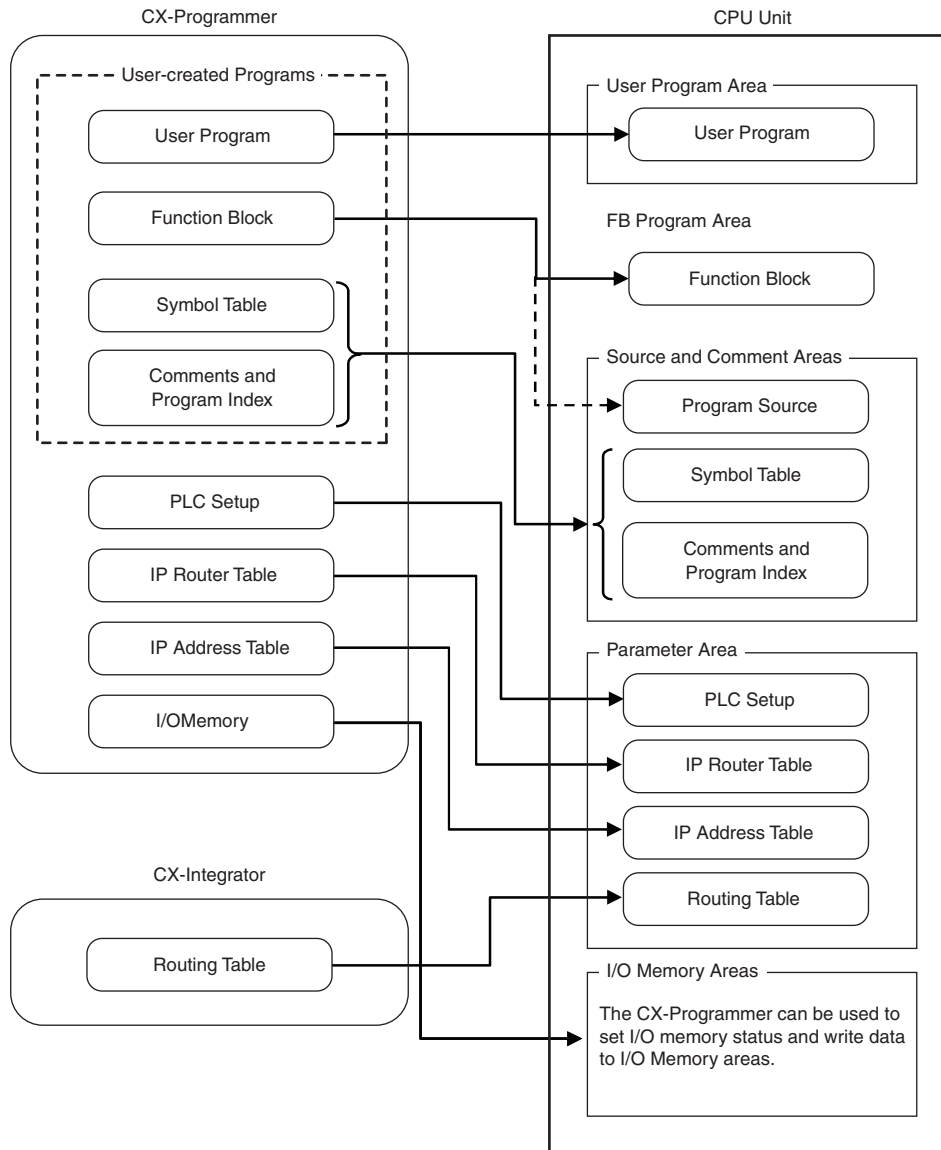 CX-Programmer
User-created Programs
User Program
Function Block
Symbol Table
Comments and
Program Index
PLC Setup
IP Router Table
IP Address Table
I/OMemory
CX-Integrator
Routing Table
CPU Unit
User Program Area
User Program
FB Program Area
Function Block
Source and Comment Areas
Program Source
Symbol Table
Comments and
Program Index
Parameter Area
PLC Setup
IP Router Table
IP Address Table
Routing Table
I/O Memory Areas
The CX-Programmer can be used to
set I/O memory status and write data
to I/O Memory areas.